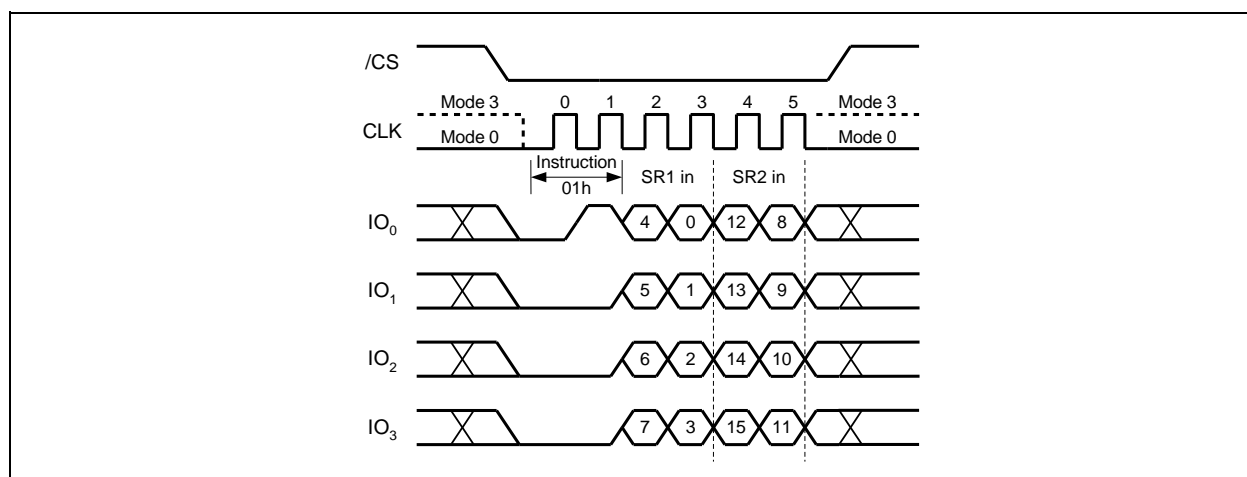 /CS
Mode 3 0 1 2 3 4 5 Mode 3
CLK Mode 0 Mode 0
Instruction
01h SR1 in SR2 in
IO0 4 0 12 8
IO1 5 1 13 9
IO2 6 2 14 10
IO3 7 3 15 11